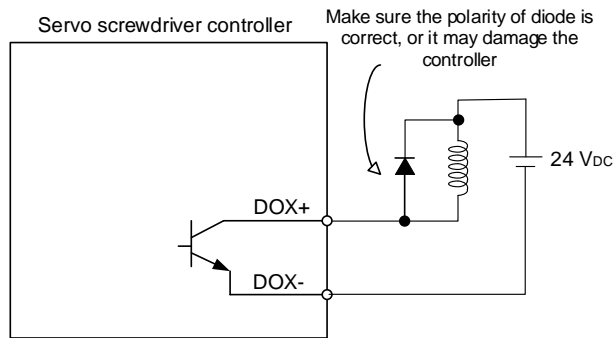 Servo screwdriver controller
Make sure the polarity of diode is
correct, or it may damage the
controller
24 VDC
DOX+
DOX-